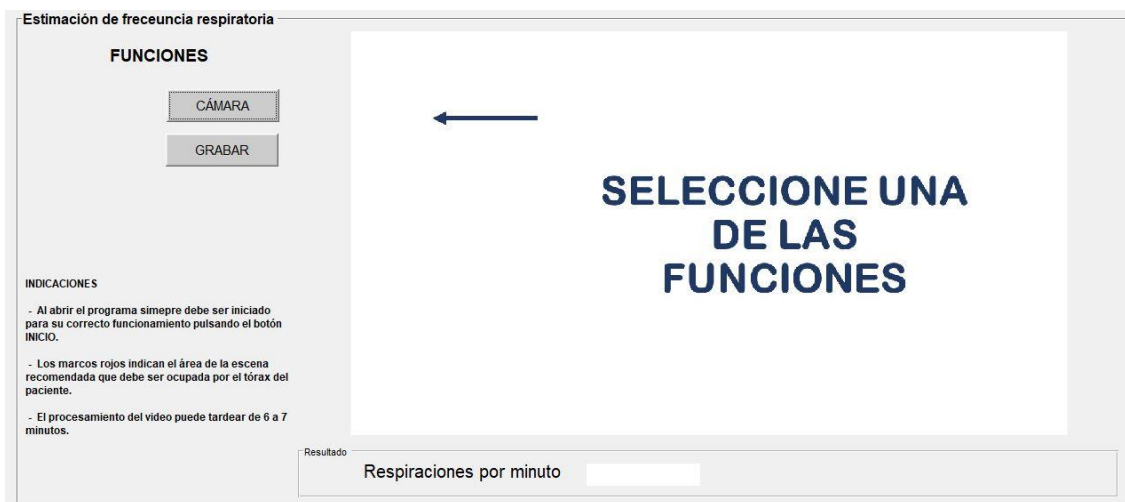 Estimación de freceuncia respiratoria
FUNCIONES
CÁMARA
GRABAR
SELECCIONE UNA
DE LAS
FUNCIONES
INDICACIONES
- Al abrir el programa simepre debe ser iniciado
para su correcto funcionamiento pulsando el botón
INICIO.
- Los marcos rojos indican el área de la escena
recomendada que debe ser ocupada por el tórax del
paciente.
- El procesamiento del video puede tardear de 6 a 7
minutos.
Resultado
Respiraciones por minuto